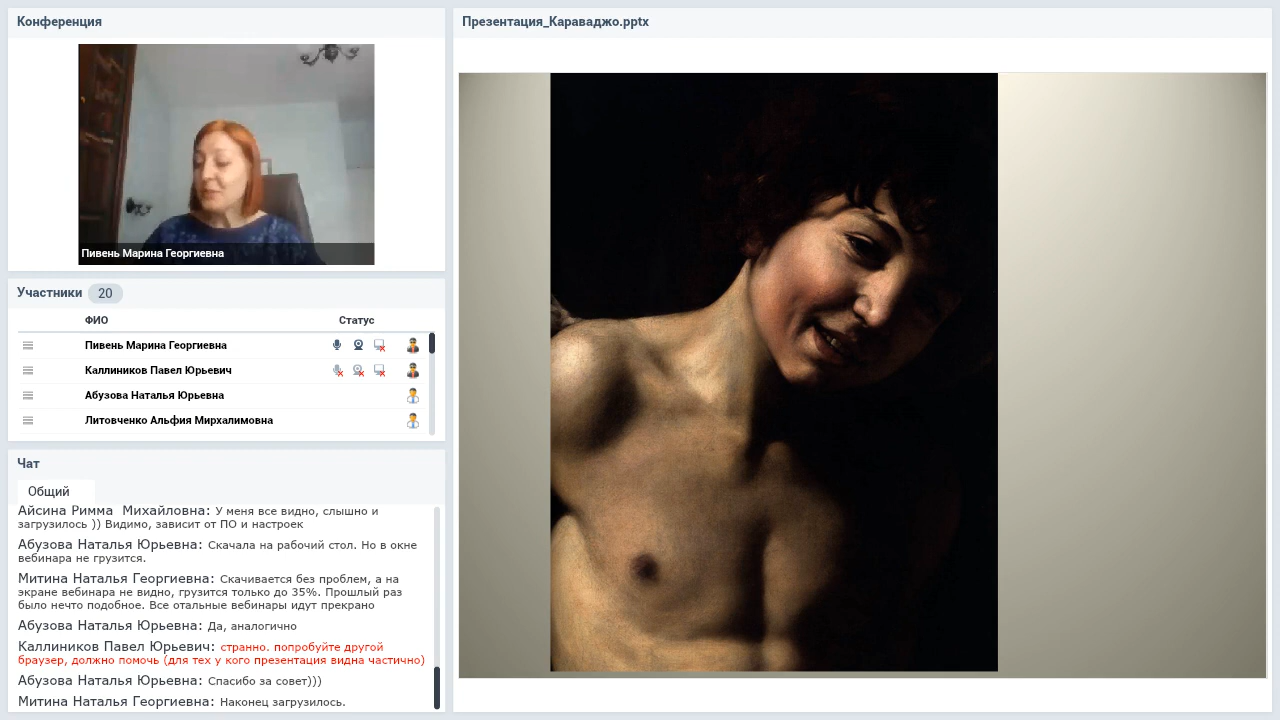 Конференция
Пивень Марина Георгиевна
Участники 20
ФИО Статус
Пивень Марина Георгиевна
Каллиников Павел Юрьевич
Абузова Наталья Юрьевна
Литовченко Альфия Мирхалимовна
Чат
Общий
Айсина Римма Михайловна: У меня все видно, слышно и
загрузилось )) Видимо, зависит от ПО и настроек
Абузова Наталья Юрьевна: Скачала на рабочий стол. Но в окне
вебинара не грузится.
Митина Наталья Георгиевна: Скачивается без проблем, а на
экране вебинара не видно, грузится только до 35%. Прошлый раз
было нечто подобное. Все отальные вебинары идут прекрано
Абузова Наталья Юрьевна: Да, аналогично
Каллиников Павел Юрьевич: странно. попробуйте другой
браузер, должно помочь (для тех у кого презентация видна частично)
Абузова Наталья Юрьевна: Спасибо за совет)))
Митина Наталья Георгиевна: Наконец загрузилось.
Презентация_Караваджо.pptx